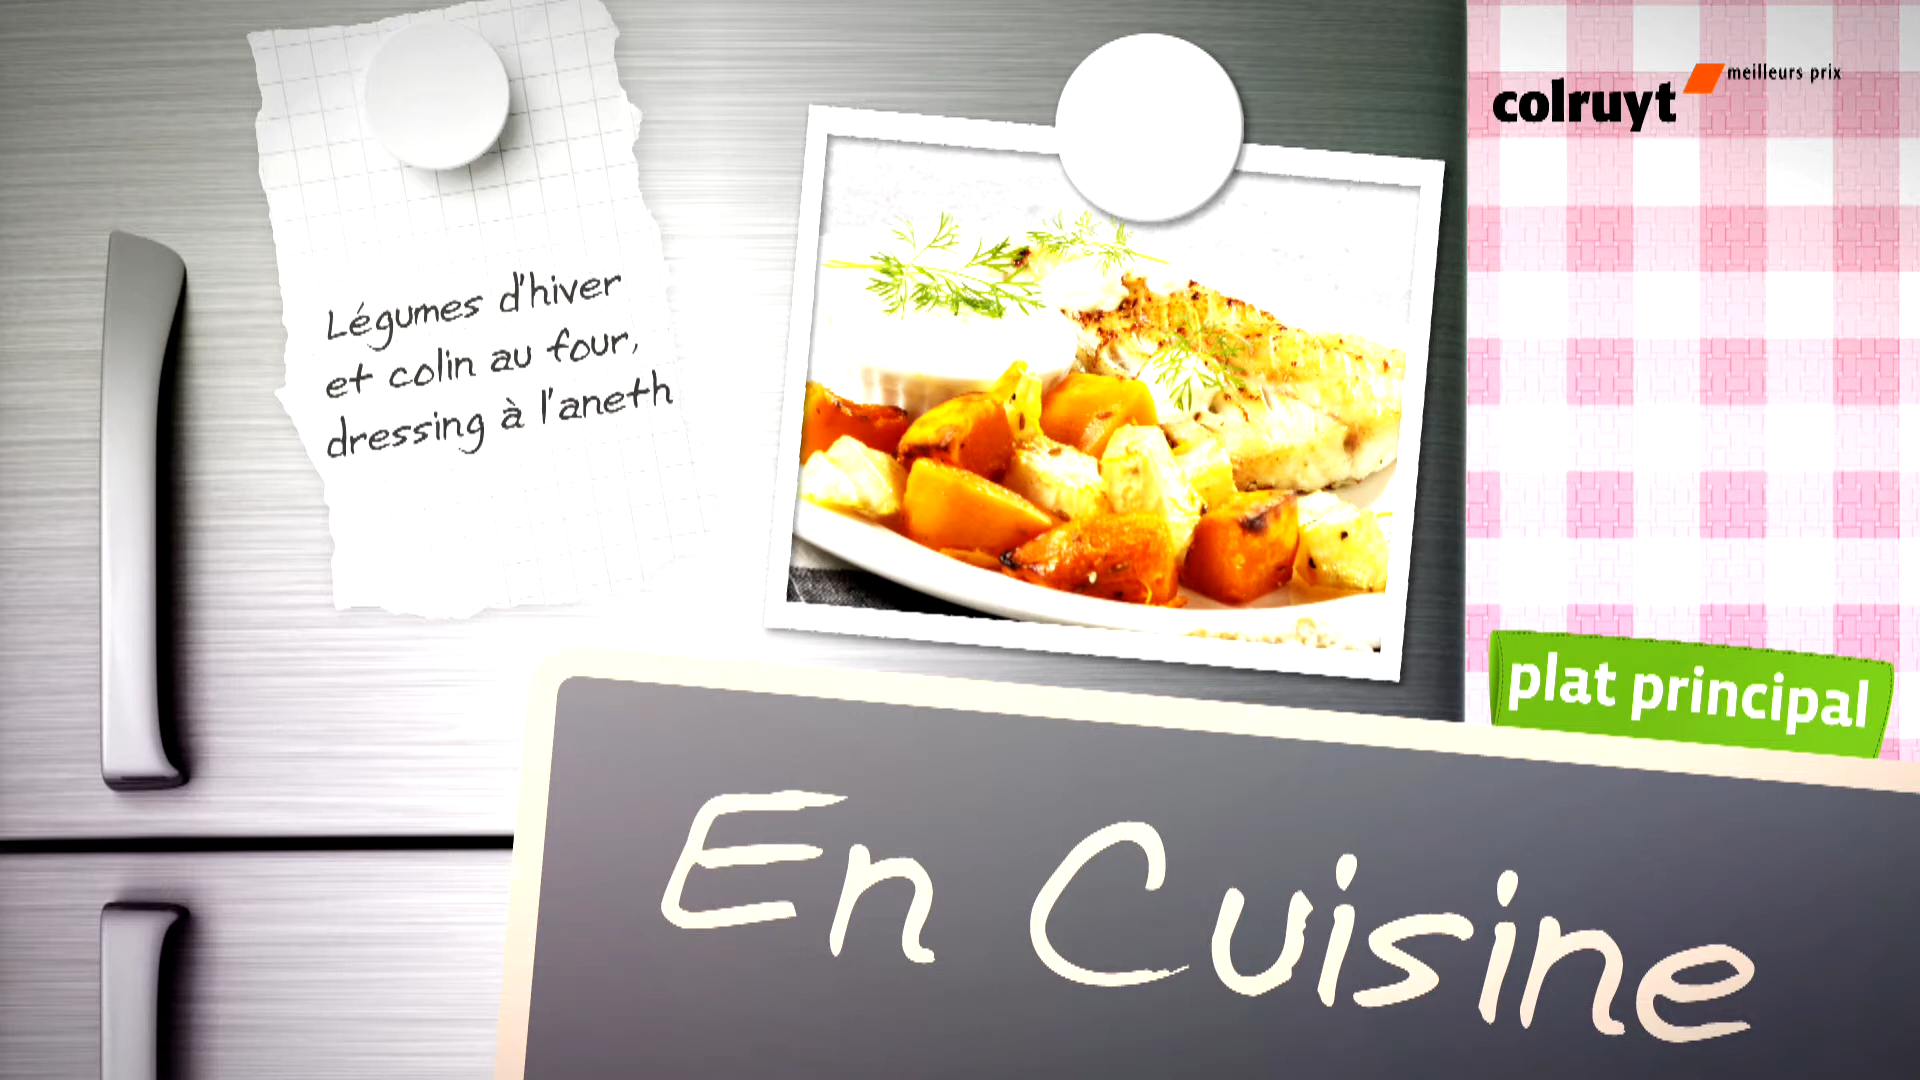 colruyt meilleurs prix
Légumes d'hiver
et colin au four,
dressing à l'aneth
plat principal
En Cuisine